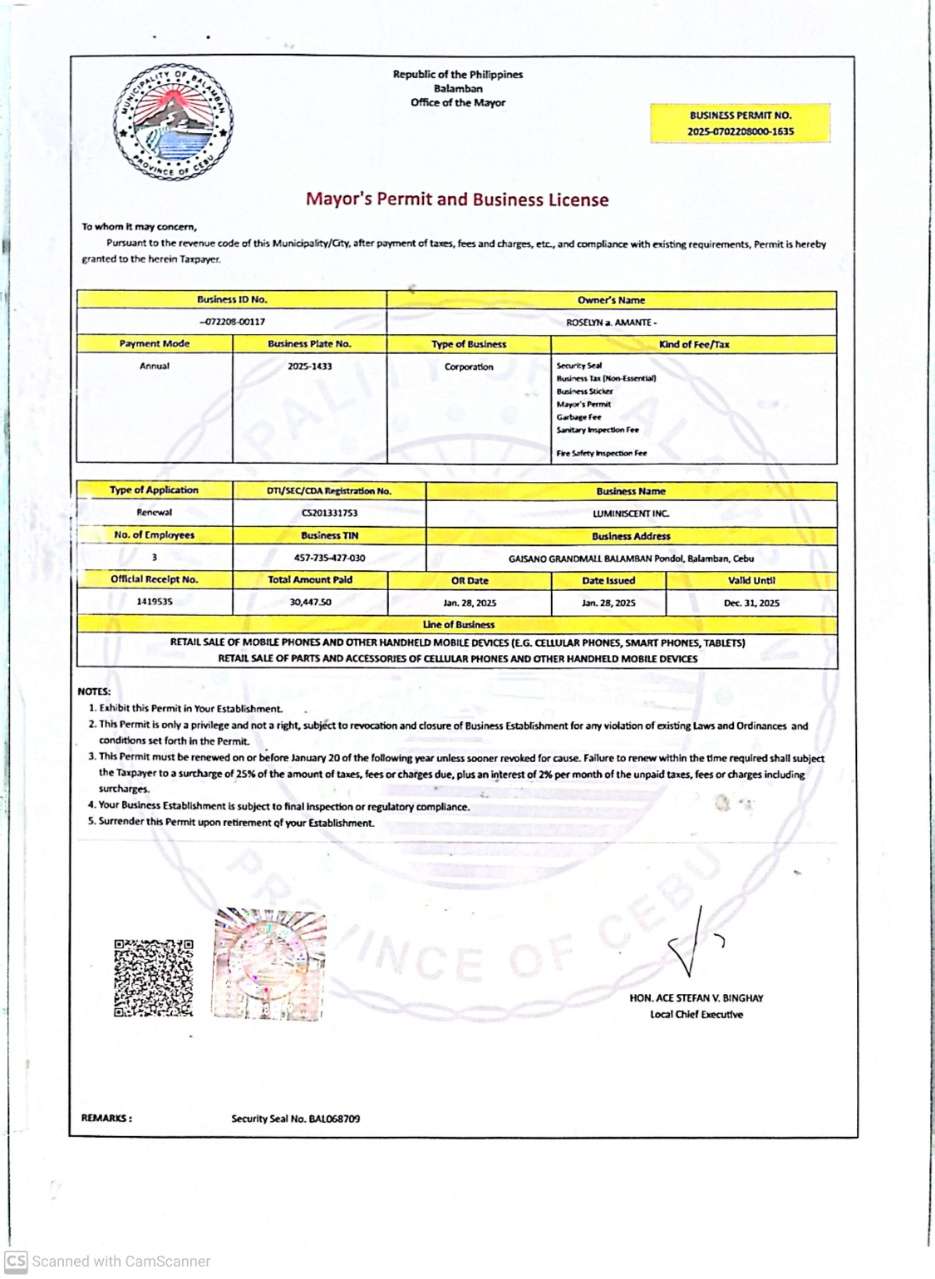 MUNICIPALITY OF BALAMBAN
PROVINCE OF CEBU
Republic of the Philippines
Balamban
Office of the Mayor
BUSINESS PERMIT NO.
2025-0702208000-1635
Mayor's Permit and Business License
To whom it may concern,
Pursuant to the revenue code of this Municipality/City, after payment of taxes, fees and charges, etc., and compliance with existing requirements, Permit is hereby
granted to the herein Taxpayer.
Business ID No. Owner's Name
--072208-00117 ROSELYN a. AMANTE -
Payment Mode Business Plate No. Type of Business Kind of Fee/Tax
Annual 2025-1433 Corporation Security Seal
Business Tax (Non-Essential)
Business Sticker
Mayor's Permit
Garbage Fee
Sanitary Inspection Fee
Fire Safety Inspection Fee
Type of Application DTI/SEC/CDA Registration No. Business Name
Renewal CS201331753 LUMINISCENT INC.
No. of Employees Business TIN Business Address
3 457-735-427-030 GAISANO GRANDMALL BALAMBAN Pondol, Balamban, Cebu
Official Receipt No. Total Amount Paid OR Date Date Issued Valid Until
1419535 30,447.50 Jan. 28, 2025 Jan. 28, 2025 Dec. 31, 2025
Line of Business
RETAIL SALE OF MOBILE PHONES AND OTHER HANDHELD MOBILE DEVICES (E.G. CELLULAR PHONES, SMART PHONES, TABLETS)
RETAIL SALE OF PARTS AND ACCESSORIES OF CELLULAR PHONES AND OTHER HANDHELD MOBILE DEVICES
NOTES:
1. Exhibit this Permit in Your Establishment.
2. This Permit is only a privilege and not a right, subject to revocation and closure of Business Establishment for any violation of existing Laws and Ordinances and
conditions set forth in the Permit.
3. This Permit must be renewed on or before January 20 of the following year unless sooner revoked for cause. Failure to renew within the time required shall subject
the Taxpayer to a surcharge of 25% of the amount of taxes, fees or charges due, plus an interest of 2% per month of the unpaid taxes, fees or charges including
surcharges.
4. Your Business Establishment is subject to final inspection or regulatory compliance.
5. Surrender this Permit upon retirement of your Establishment.
PROVINCE OF CEBU
HON. ACE STEFAN V. BINGHAY
Local Chief Executive
REMARKS : Security Seal No. BAL068709
CS Scanned with CamScanner